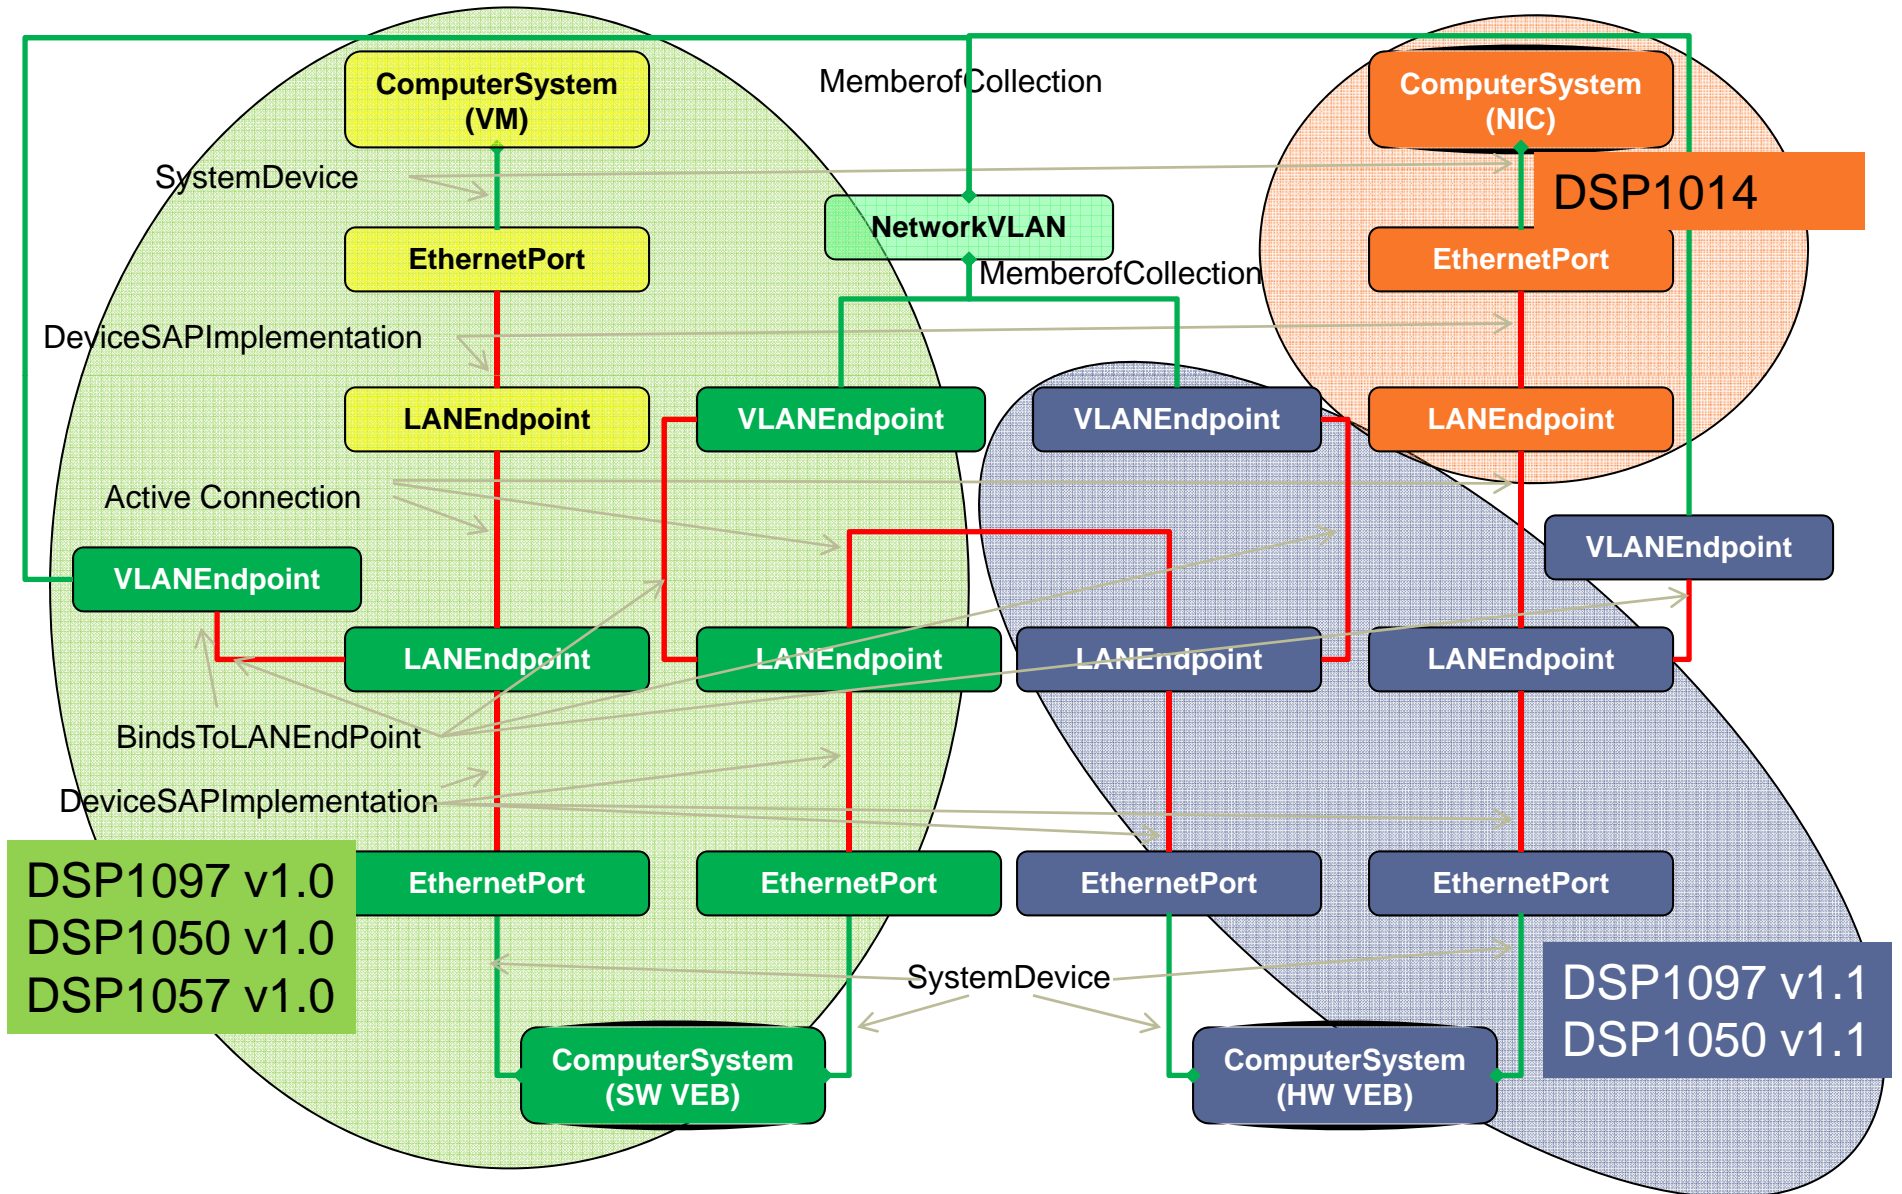 ComputerSystem
(VM)
MemberofCollection
ComputerSystem
(NIC)
SystemDevice
DSP1014
NetworkVLAN
EthernetPort
MemberofCollection
EthernetPort
DeviceSAPImplementation
LANEndpoint
VLANEndpoint
VLANEndpoint
LANEndpoint
Active Connection
VLANEndpoint
VLANEndpoint
LANEndpoint
LANEndpoint
LANEndpoint
LANEndpoint
BindsToLANEndPoint
DeviceSAPImplementation
DSP1097 v1.0
DSP1050 v1.0
DSP1057 v1.0
EthernetPort
EthernetPort
EthernetPort
EthernetPort
SystemDevice
DSP1097 v1.1
DSP1050 v1.1
ComputerSystem
(SW VEB)
ComputerSystem
(HW VEB)